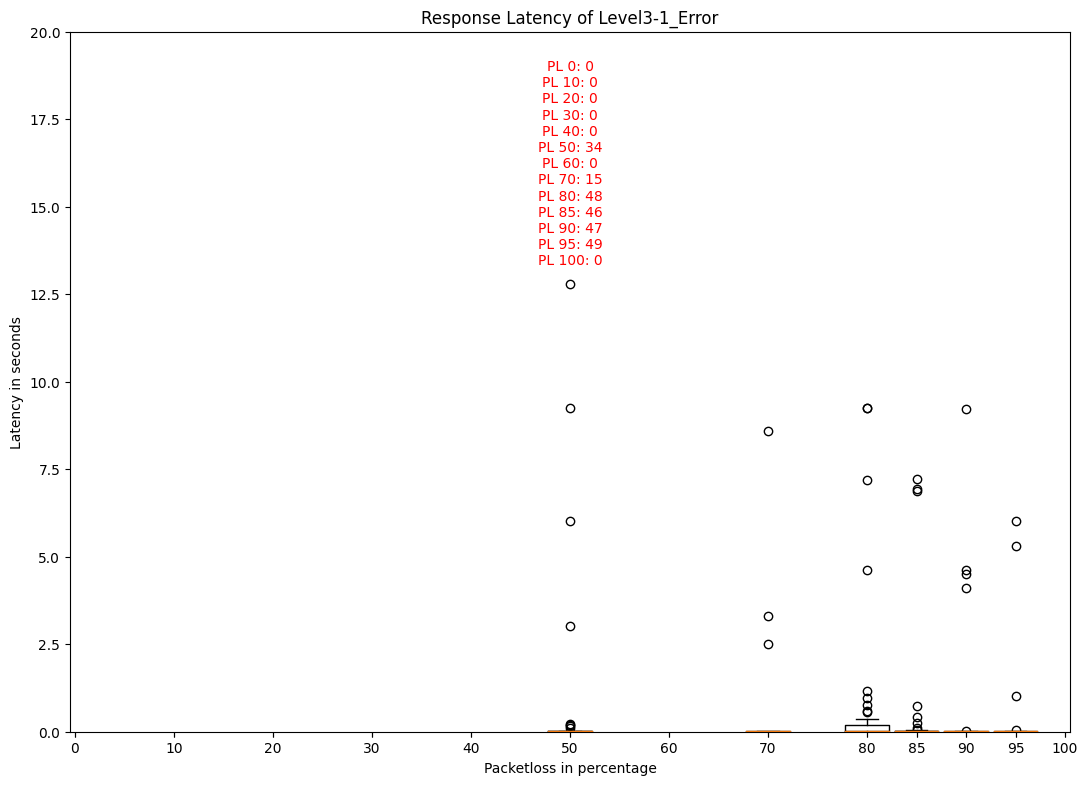 Response Latency of Level3-1_Error
20.0
17.5
15.0
12.5
10.0
7.5
5.0
2.5
0.0
Latency in seconds
PL 0: 0
PL 10: 0
PL 20: 0
PL 30: 0
PL 40: 0
PL 50: 34
PL 60: 0
PL 70: 15
PL 80: 48
PL 85: 46
PL 90: 47
PL 95: 49
PL 100: 0
0 10 20 30 40 50 60 70 80 85 90 95 100
Packetloss in percentage